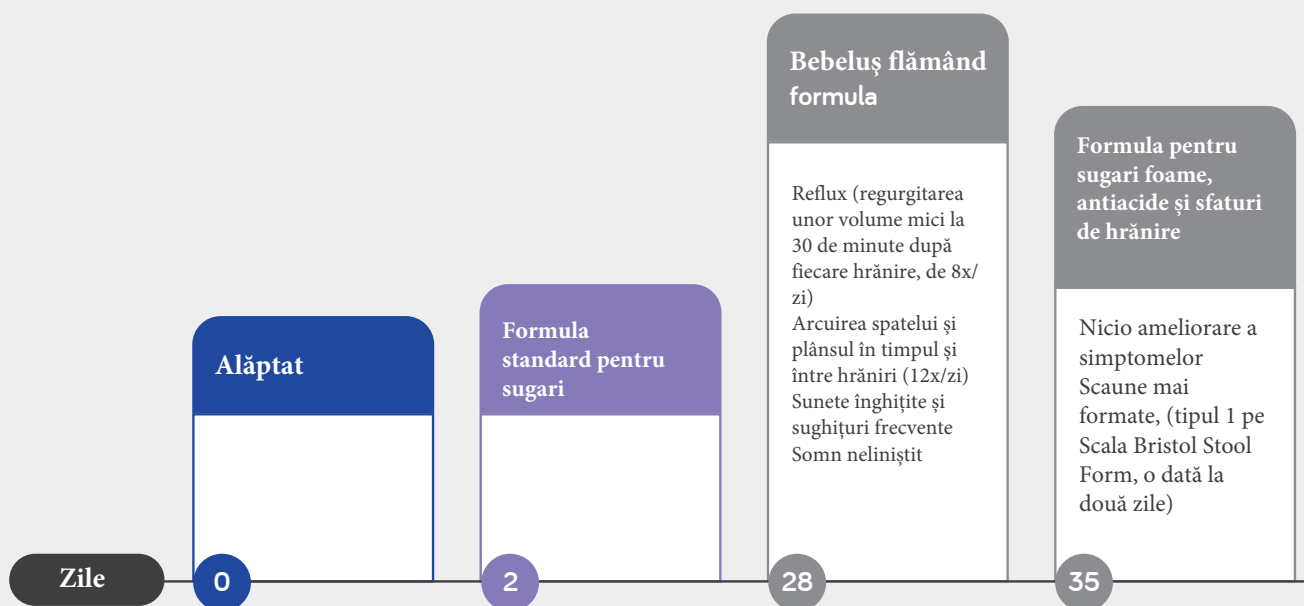 Alăptat
Formula
standard pentru
sugari
Bebeluş flămând
formula
Reflux (regurgitarea
unor volume mici la
30 de minute după
fiecare hrănire, de 8x/
zi)
Arcuirea spatelui și
plânsul în timpul și
între hrăniri (12x/zi)
Sunete înghițite și
sughițuri frecvente
Somn neliniștit
Formula pentru
sugari foame,
antiacide și sfaturi
de hrănire
Nicio ameliorare a
simptomelor
Scaune mai
formate, (tipul 1 pe
Scala Bristol Stool
Form, o dată la
două zile)
Zile
0
2
28
35